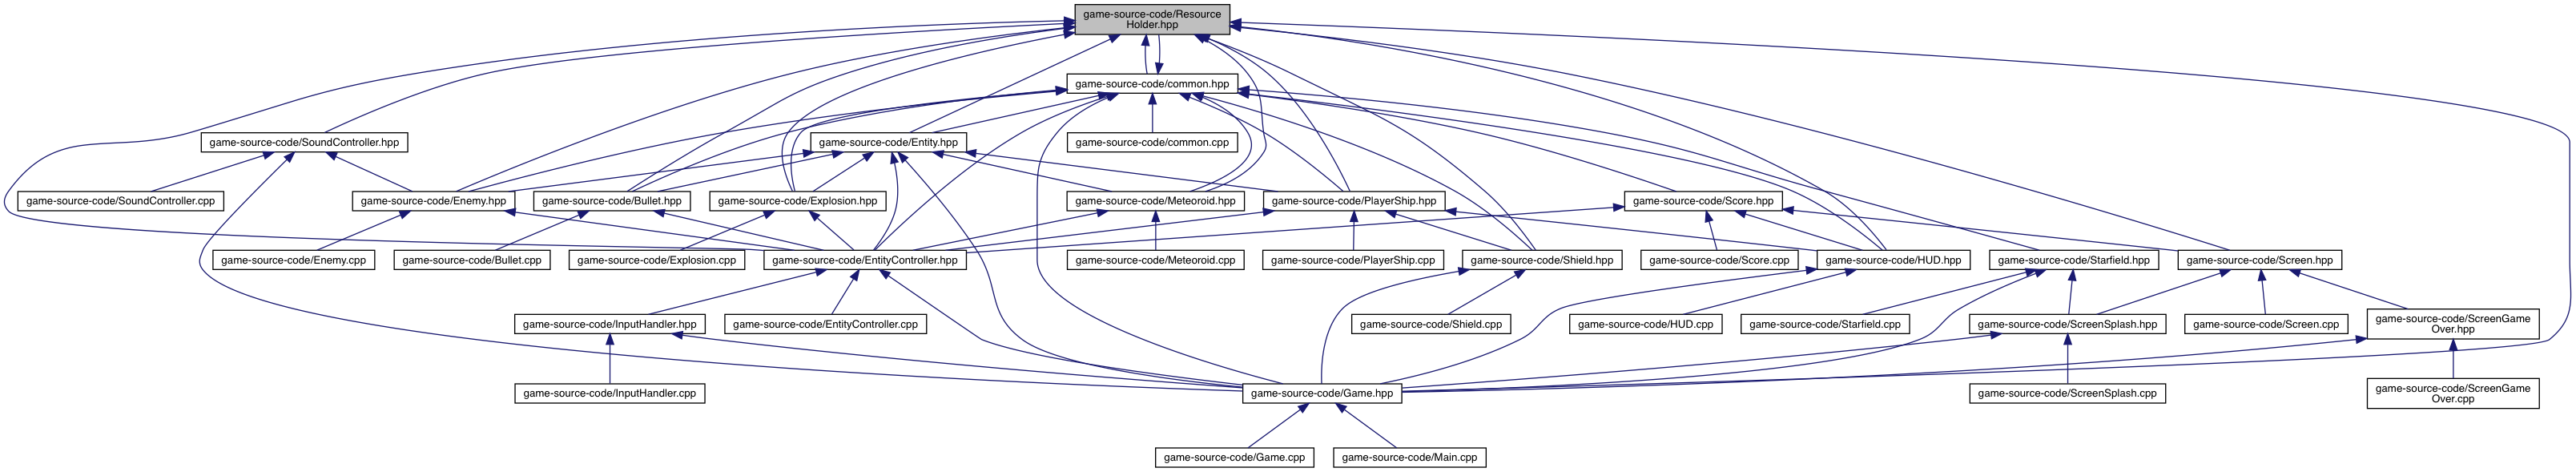 game-source-code/Resource
Holder.hpp
game-source-code/common.hpp
game-source-code/SoundController.hpp
game-source-code/Entity.hpp
game-source-code/common.cpp
game-source-code/SoundController.cpp
game-source-code/Enemy.hpp
game-source-code/Bullet.hpp
game-source-code/Explosion.hpp
game-source-code/Meteoroid.hpp
game-source-code/PlayerShip.hpp
game-source-code/Score.hpp
game-source-code/Enemy.cpp
game-source-code/Bullet.cpp
game-source-code/Explosion.cpp
game-source-code/EntityController.hpp
game-source-code/Meteoroid.cpp
game-source-code/PlayerShip.cpp
game-source-code/Shield.hpp
game-source-code/Score.cpp
game-source-code/HUD.hpp
game-source-code/Starfield.hpp
game-source-code/Screen.hpp
game-source-code/InputHandler.hpp
game-source-code/EntityController.cpp
game-source-code/Shield.cpp
game-source-code/HUD.cpp
game-source-code/Starfield.cpp
game-source-code/ScreenSplash.hpp
game-source-code/Screen.cpp
game-source-code/ScreenGame
Over.hpp
game-source-code/InputHandler.cpp
game-source-code/Game.hpp
game-source-code/ScreenSplash.cpp
game-source-code/ScreenGame
Over.cpp
game-source-code/Game.cpp
game-source-code/Main.cpp